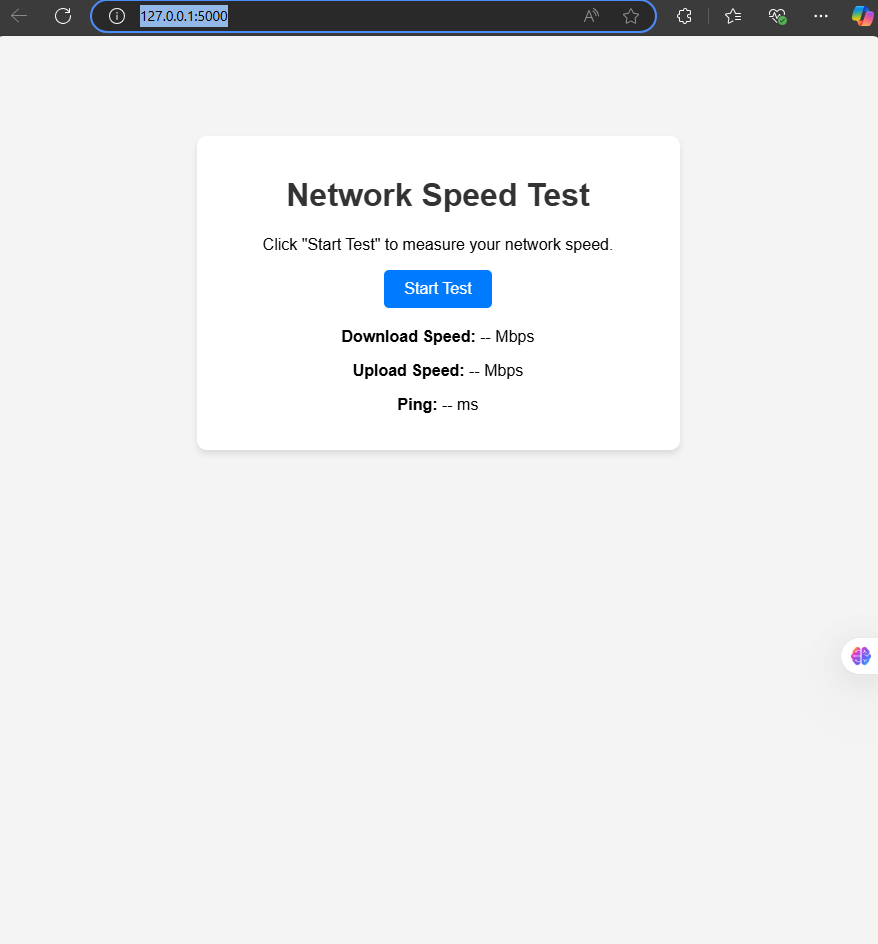 127.0.0.1:5000
Network Speed Test
Click "Start Test" to measure your network speed.
Start Test
Download Speed: -- Mbps
Upload Speed: -- Mbps
Ping: -- ms